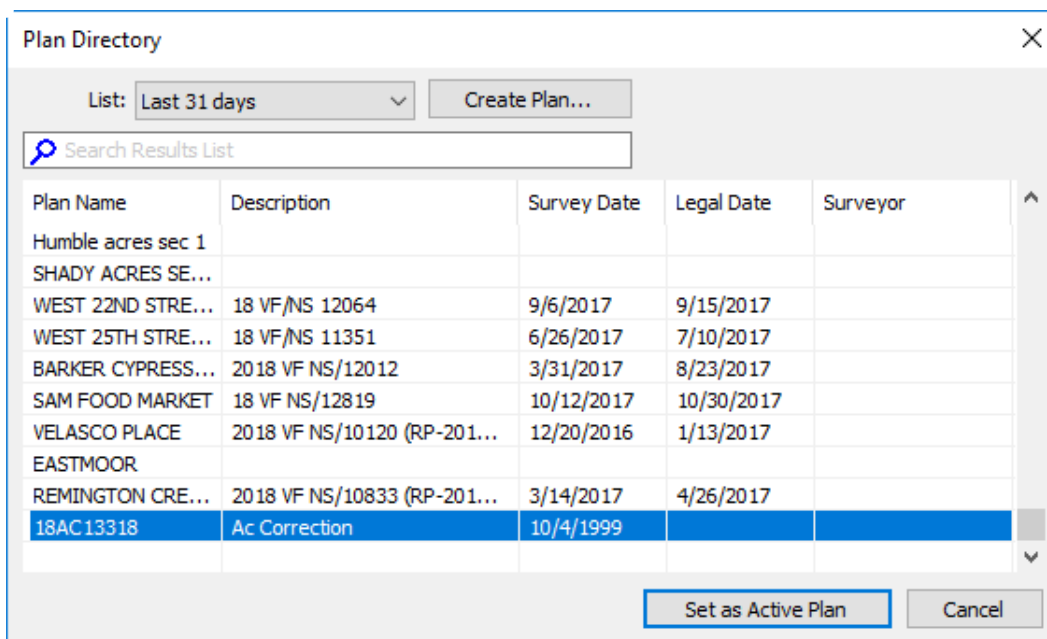 Plan Directory
List: Last 31 days Create Plan...
Search Results List
Plan Name Description Survey Date Legal Date Surveyor
Humble acres sec 1
SHADY ACRES SE...
WEST 22ND STRE... 18 VF/NS 12064 9/6/2017 9/15/2017
WEST 25TH STRE... 18 VF/NS 11351 6/26/2017 7/10/2017
BARKER CYPRESS... 2018 VF NS/12012 3/31/2017 8/23/2017
SAM FOOD MARKET 18 VF NS/12819 10/12/2017 10/30/2017
VELASCO PLACE 2018 VF NS/10120 (RP-201... 12/20/2016 1/13/2017
EASTMOOR
REMINGTON CRE... 2018 VF NS/10833 (RP-201... 3/14/2017 4/26/2017
18AC13318 Ac Correction 10/4/1999
Set as Active Plan Cancel